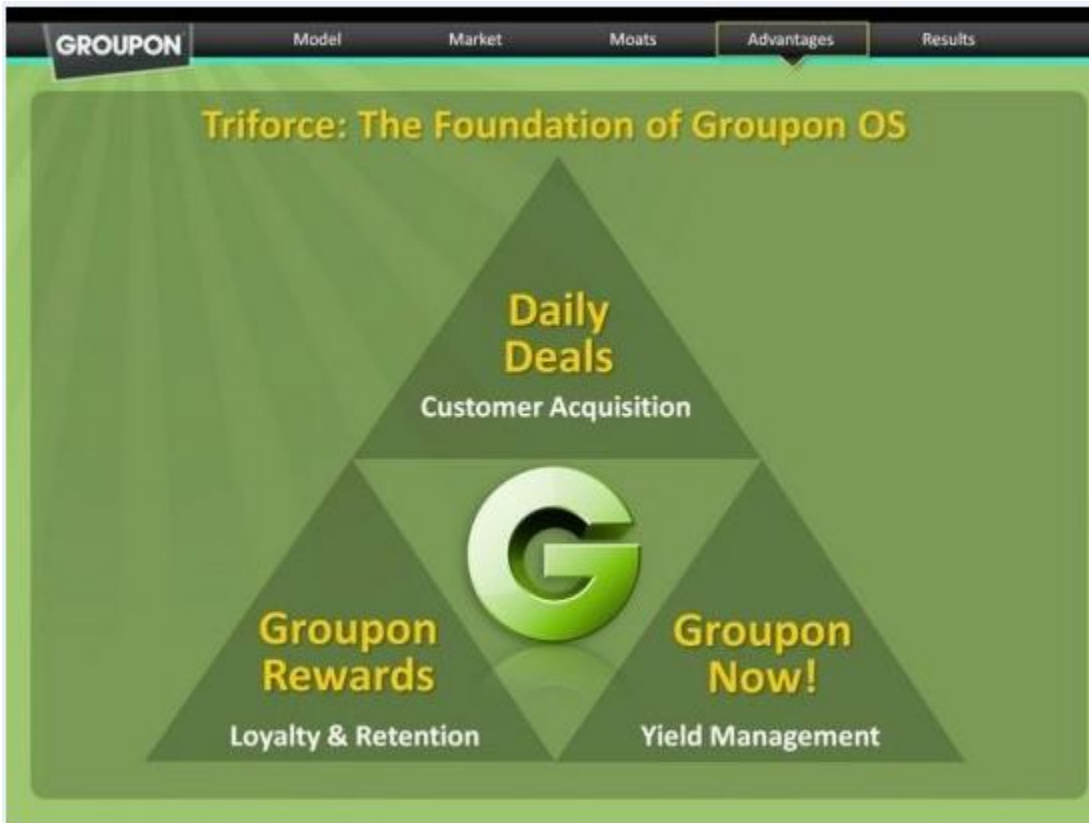 GROUPON Model Market Moats Advantages Results
Triforce: The Foundation of Groupon OS
Daily
Deals
Customer Acquisition
G
Groupon
Rewards
Loyalty & Retention
Groupon
Now!
Yield Management